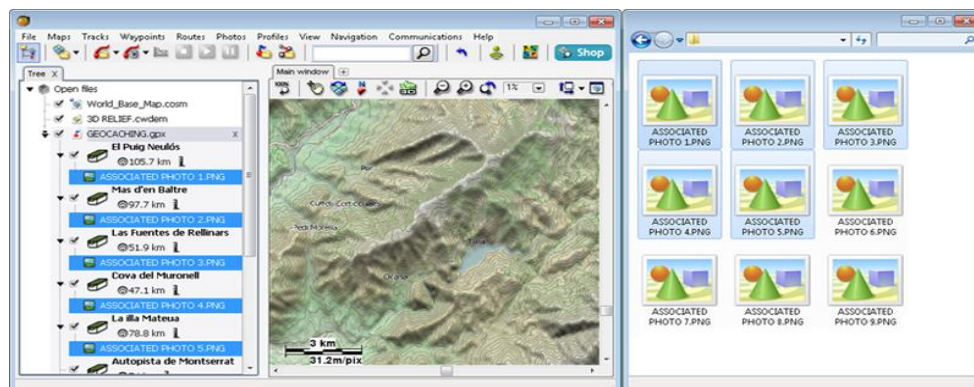 File Maps Tracks Waypoints Routes Photos Profiles View Navigation Communications Help
Shop
Tree X
Main window
100%
1%
Open files
World_Base_Map.cosm
3D RELIEF.cwdem
GEOCACHING.gpx x
El Puig Neulós
105.7 km
ASSOCIATED PHOTO 1.PNG
Mas d'en Baltre
97.7 km
ASSOCIATED PHOTO 2.PNG
Las Fuentes de Rellinars
51.9 km
ASSOCIATED PHOTO 3.PNG
Cova del Muronell
47.1 km
ASSOCIATED PHOTO 4.PNG
La illa Mateua
78.8 km
ASSOCIATED PHOTO 5.PNG
Autopista de Montserrat
3 km
31.2m/pix
ASSOCIATED PHOTO 1.PNG
ASSOCIATED PHOTO 2.PNG
ASSOCIATED PHOTO 3.PNG
ASSOCIATED PHOTO 4.PNG
ASSOCIATED PHOTO 5.PNG
ASSOCIATED PHOTO 6.PNG
ASSOCIATED PHOTO 7.PNG
ASSOCIATED PHOTO 8.PNG
ASSOCIATED PHOTO 9.PNG